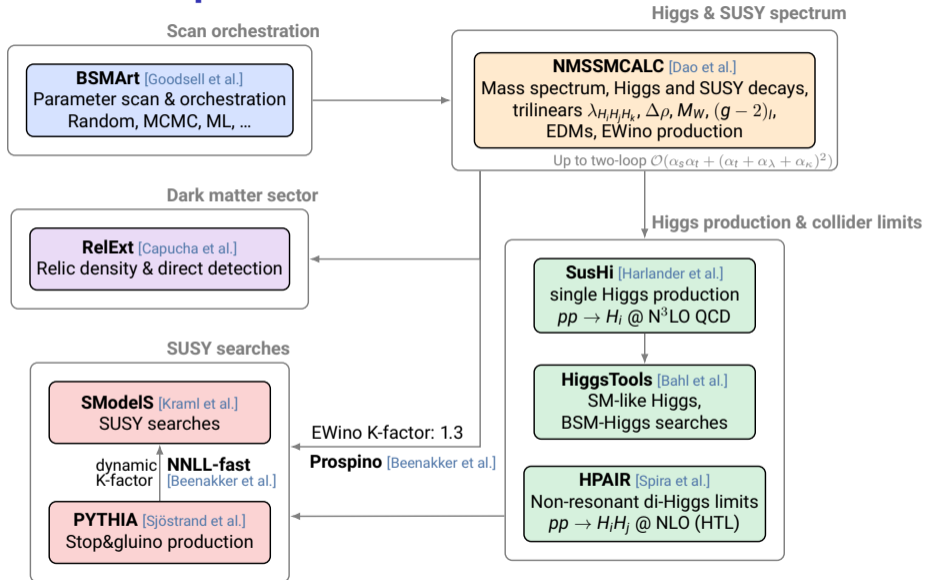 Scan orchestration
BSMArt [Goodsell et al.]
Parameter scan & orchestration
Random, MCMC, ML, ...
Higgs & SUSY spectrum
NMSSMCALC [Dao et al.]
Mass spectrum, Higgs and SUSY decays,
trilinears λ_{HᵢHⱼHₖ}, Δρ, M_W, (g − 2)_l,
EDMs, EWino production
Up to two-loop O(αₛαₜ + (αₜ + α_λ + α_κ)²)
Dark matter sector
RelExt [Capucha et al.]
Relic density & direct detection
Higgs production & collider limits
SusHi [Harlander et al.]
single Higgs production
pp → Hᵢ @ N³LO QCD
HiggsTools [Bahl et al.]
SM-like Higgs,
BSM-Higgs searches
HPAIR [Spira et al.]
Non-resonant di-Higgs limits
pp → HᵢHⱼ @ NLO (HTL)
SUSY searches
SModelS [Kraml et al.]
SUSY searches
dynamic
K-factor
NNLL-fast
[Beenakker et al.]
PYTHIA [Sjöstrand et al.]
Stop&gluino production
EWino K-factor: 1.3
Prospino [Beenakker et al.]